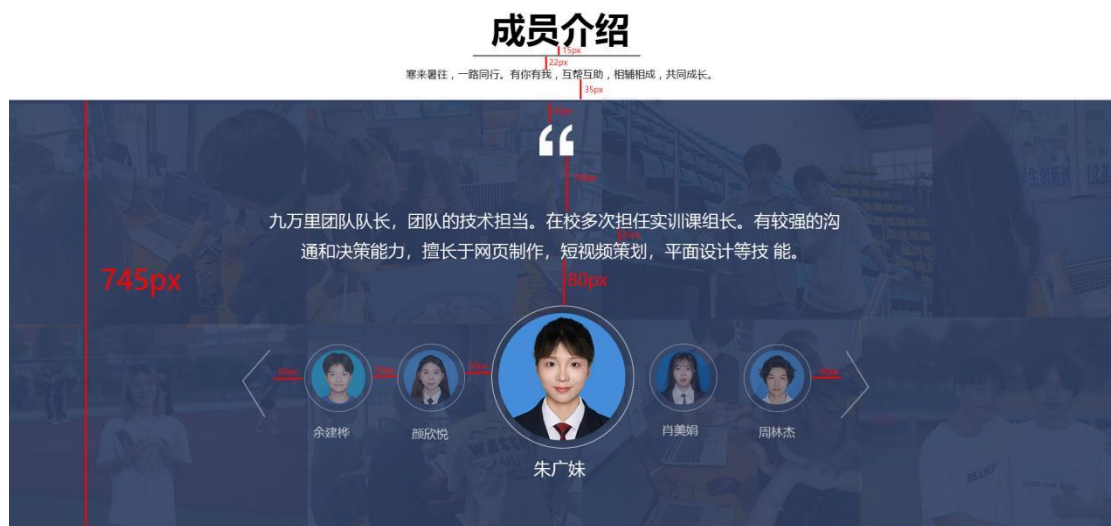 成员介绍
15px
22px
寒来暑往，一路同行。有你有我，互帮互助，相辅相成，共同成长。
35px
九万里团队队长，团队的技术担当。在校多次担任实训课组长。有较强的沟
通和决策能力，擅长于网页制作，短视频策划，平面设计等技 能。
745px
80px
余建桦
颜欣悦
肖美娟
周林杰
朱广妹